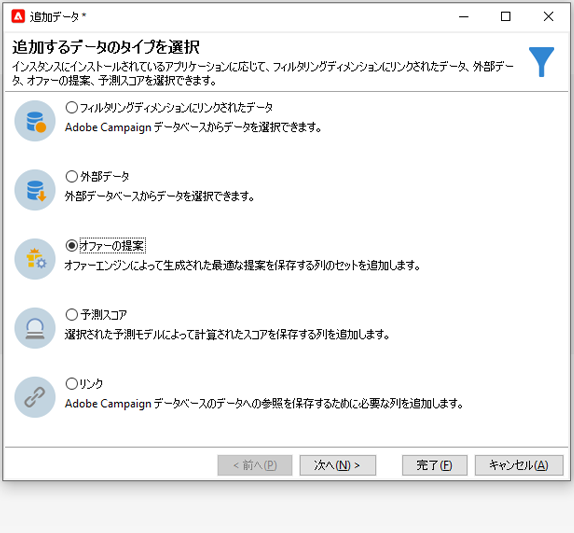 追加データ *
追加するデータのタイプを選択
インスタンスにインストールされているアプリケーションに応じて、フィルタリングディメンションにリンクされたデータ、外部デー
タ、オファーの提案、予測スコアを選択できます。
フィルタリングディメンションにリンクされたデータ
Adobe Campaign データベースからデータを選択できます。
外部データ
外部データベースからデータを選択できます。
オファーの提案
オファーエンジンによって生成された最適な提案を保存する列のセットを追加します。
予測スコア
選択された予測モデルによって計算されたスコアを保存する列を追加します。
リンク
Adobe Campaign データベースのデータへの参照を保存するために必要な列を追加します。
< 前へ(P) 次へ(N) > 完了(F) キャンセル(A)